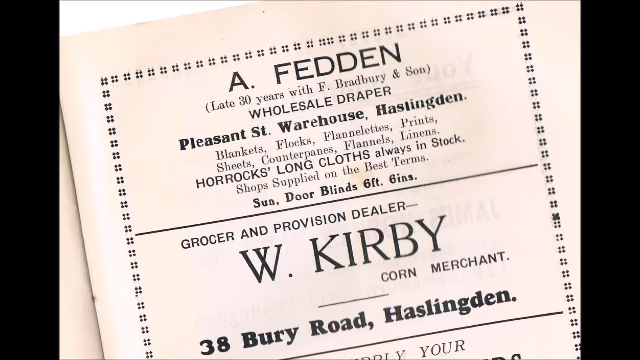 A. FEDDEN
(Late 30 years with F. Bradbury & Son)
WHOLESALE DRAPER
Pleasant St. Warehouse, Haslingden.
Blankets, Flocks, Flannelettes, Prints,
Sheets, Counterpanes, Flannels, Linens.
HORROCKS' LONG CLOTHS always in Stock.
Shops Supplied on the Best Terms.
Sun, Door Blinds 6ft. 6ins.
GROCER AND PROVISION DEALER—
W. KIRBY
CORN MERCHANT.
38 Bury Road, Haslingden.
YOUR